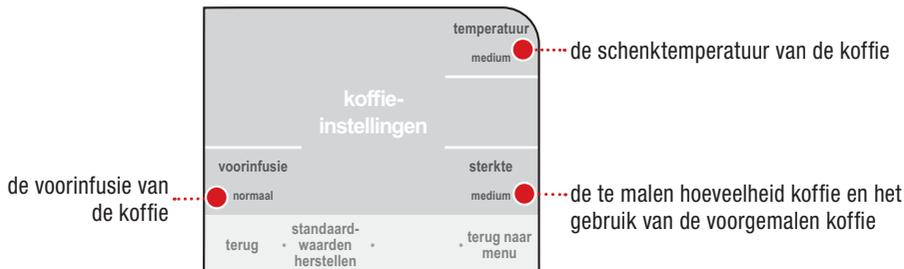 temperatuur
medium
de schenktemperatuur van de koffie
koffie-
instellingen
voorinfusie
normaal
de voorinfusie van
de koffie
sterkte
medium
de te malen hoeveelheid koffie en het
gebruik van de voorgemalen koffie
terug
standaard-
waarden
herstellen
terug naar
menu